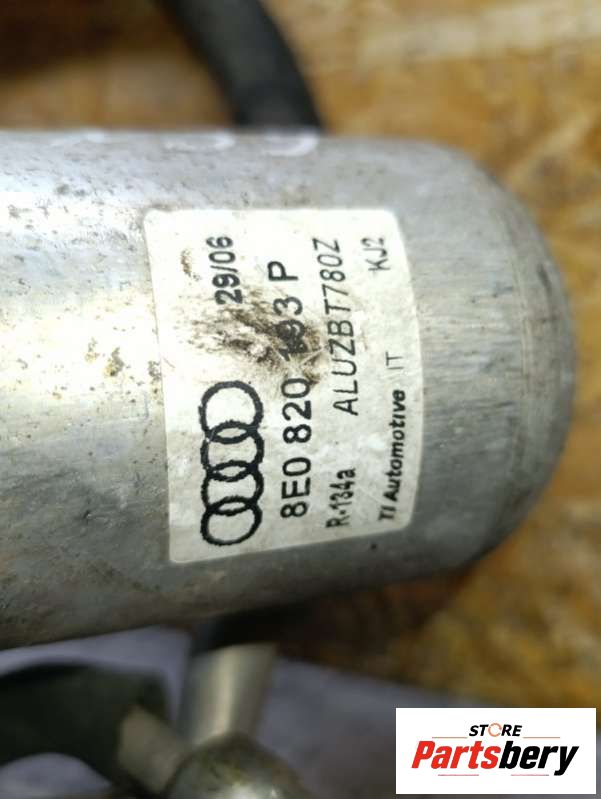 29/06
8E0 820 193 P
R-134a ALUZBT780Z
TI Automotive IT KJ2
STORE
Partsbery